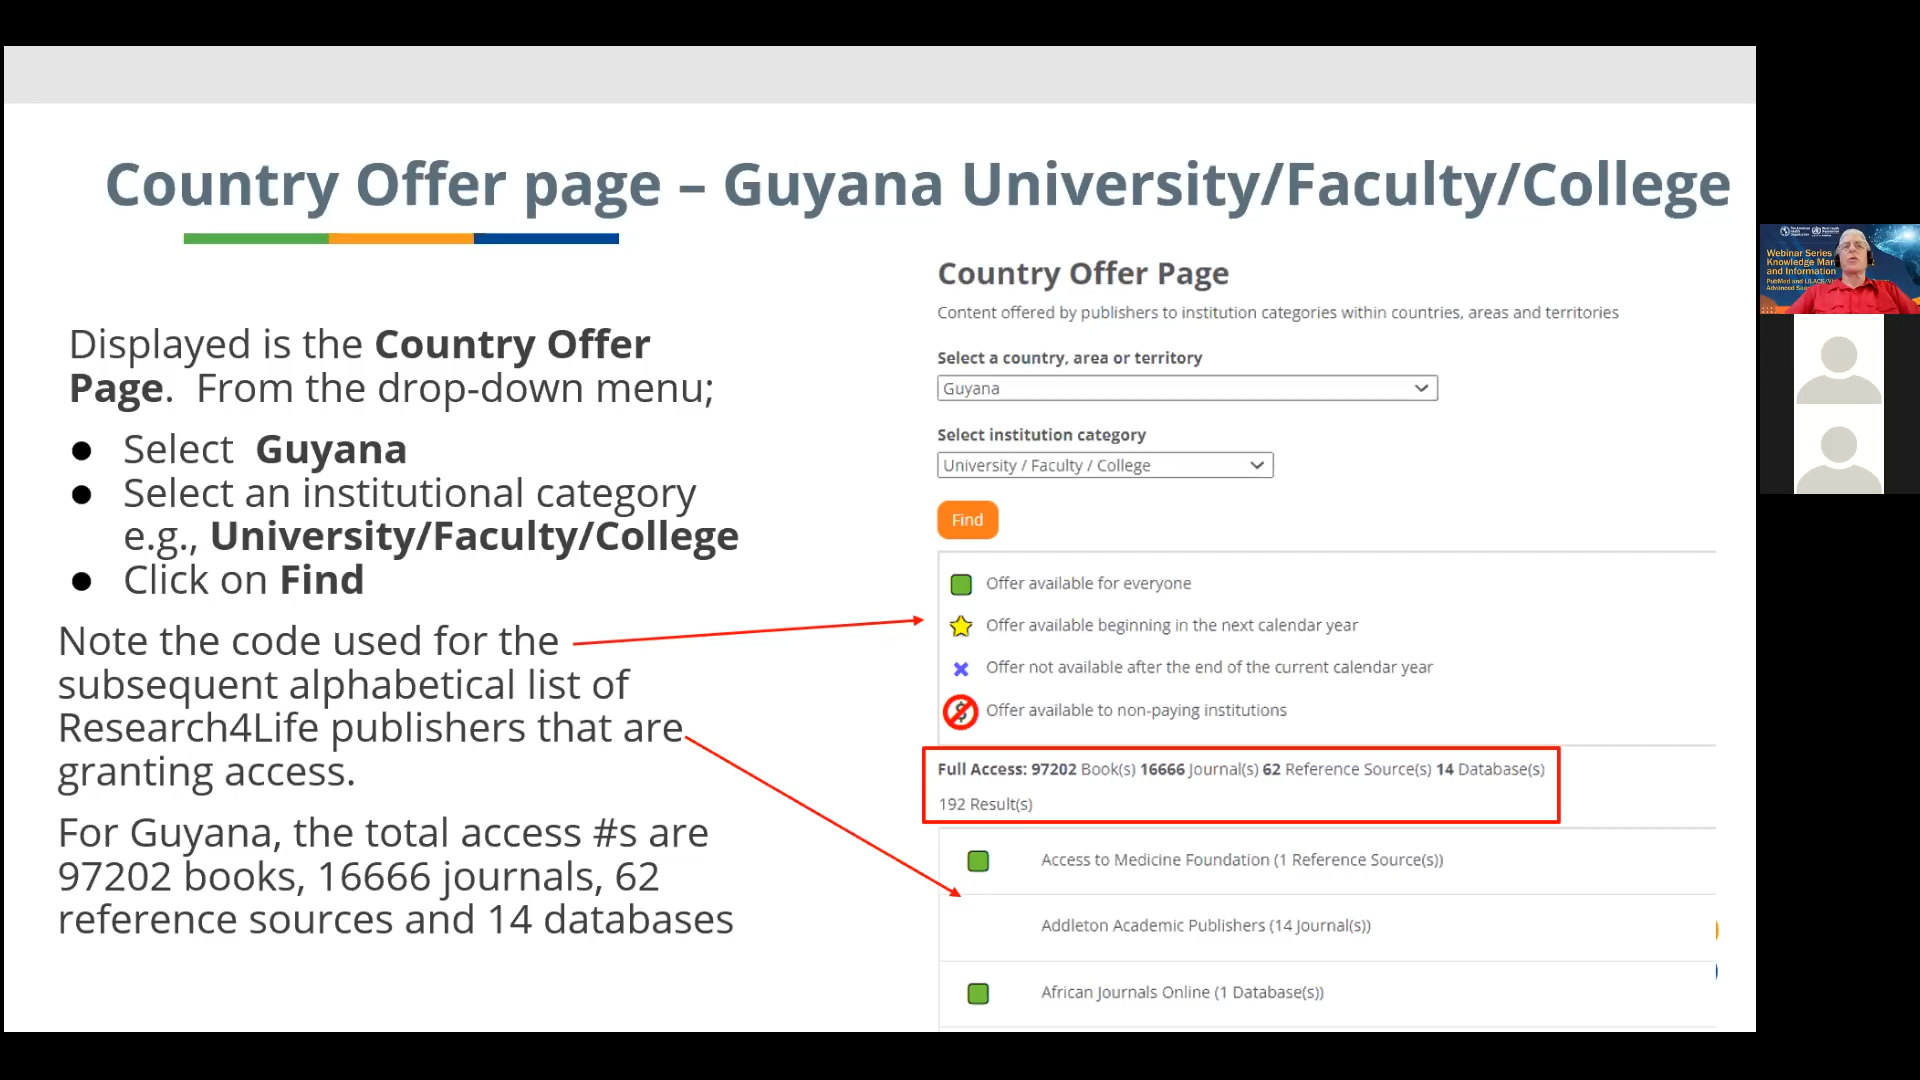 Country Offer page – Guyana University/Faculty/College
Displayed is the Country Offer
Page. From the drop-down menu;
● Select Guyana
● Select an institutional category
e.g., University/Faculty/College
● Click on Find
Note the code used for the
subsequent alphabetical list of
Research4Life publishers that are
granting access.
For Guyana, the total access #s are
97202 books, 16666 journals, 62
reference sources and 14 databases
Country Offer Page
Content offered by publishers to institution categories within countries, areas and territories
Select a country, area or territory
Guyana
Select institution category
University / Faculty / College
Find
Offer available for everyone
Offer available beginning in the next calendar year
Offer not available after the end of the current calendar year
Offer available to non-paying institutions
Full Access: 97202 Book(s) 16666 Journal(s) 62 Reference Source(s) 14 Database(s)
192 Result(s)
Access to Medicine Foundation (1 Reference Source(s))
Addleton Academic Publishers (14 Journal(s))
African Journals Online (1 Database(s))
Webinar Series
Knowledge
and Information